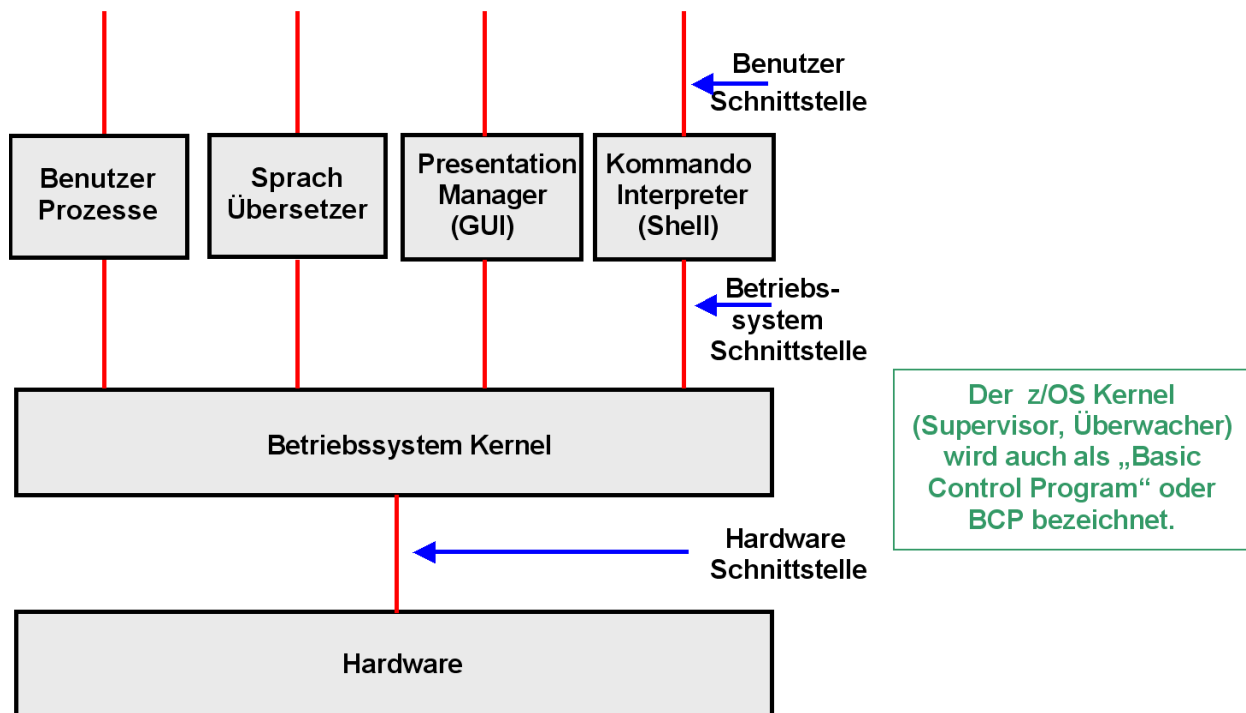 Benutzer
Schnittstelle
Benutzer
Prozesse
Sprach
Übersetzer
Presentation
Manager
(GUI)
Kommando
Interpreter
(Shell)
Betriebs-
system
Schnittstelle
Betriebssystem Kernel
Der z/OS Kernel
(Supervisor, Überwacher)
wird auch als „Basic
Control Program“ oder
BCP bezeichnet.
Hardware
Schnittstelle
Hardware